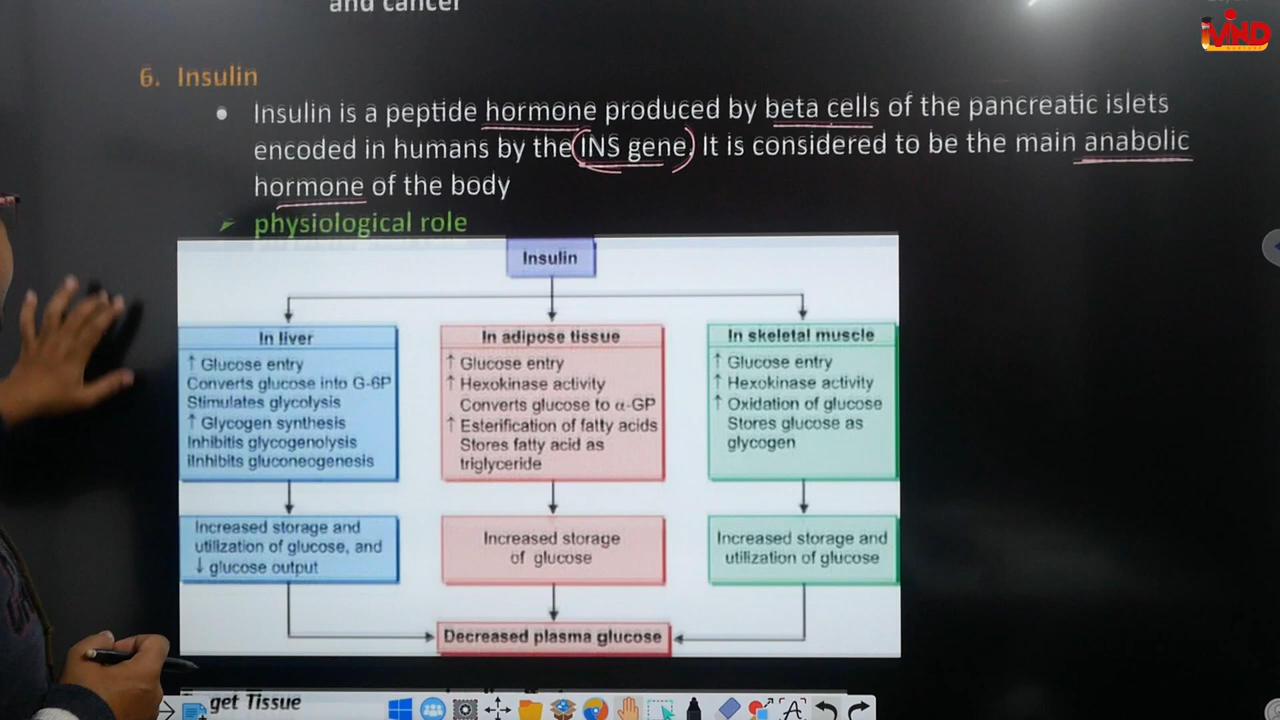 and cancer
iMIND
6. Insulin
• Insulin is a peptide hormone produced by beta cells of the pancreatic islets
encoded in humans by the INS gene. It is considered to be the main anabolic
hormone of the body
➢ physiological role
Insulin
In liver
↑ Glucose entry
Converts glucose into G-6P
Stimulates glycolysis
↑ Glycogen synthesis
Inhibitis glycogenolysis
iInhibits gluconeogenesis
In adipose tissue
↑ Glucose entry
↑ Hexokinase activity
Converts glucose to α-GP
↑ Esterification of fatty acids
Stores fatty acid as
triglyceride
In skeletal muscle
↑ Glucose entry
↑ Hexokinase activity
↑ Oxidation of glucose
Stores glucose as
glycogen
Increased storage and
utilization of glucose, and
↓ glucose output
Increased storage
of glucose
Increased storage and
utilization of glucose
Decreased plasma glucose
get Tissue